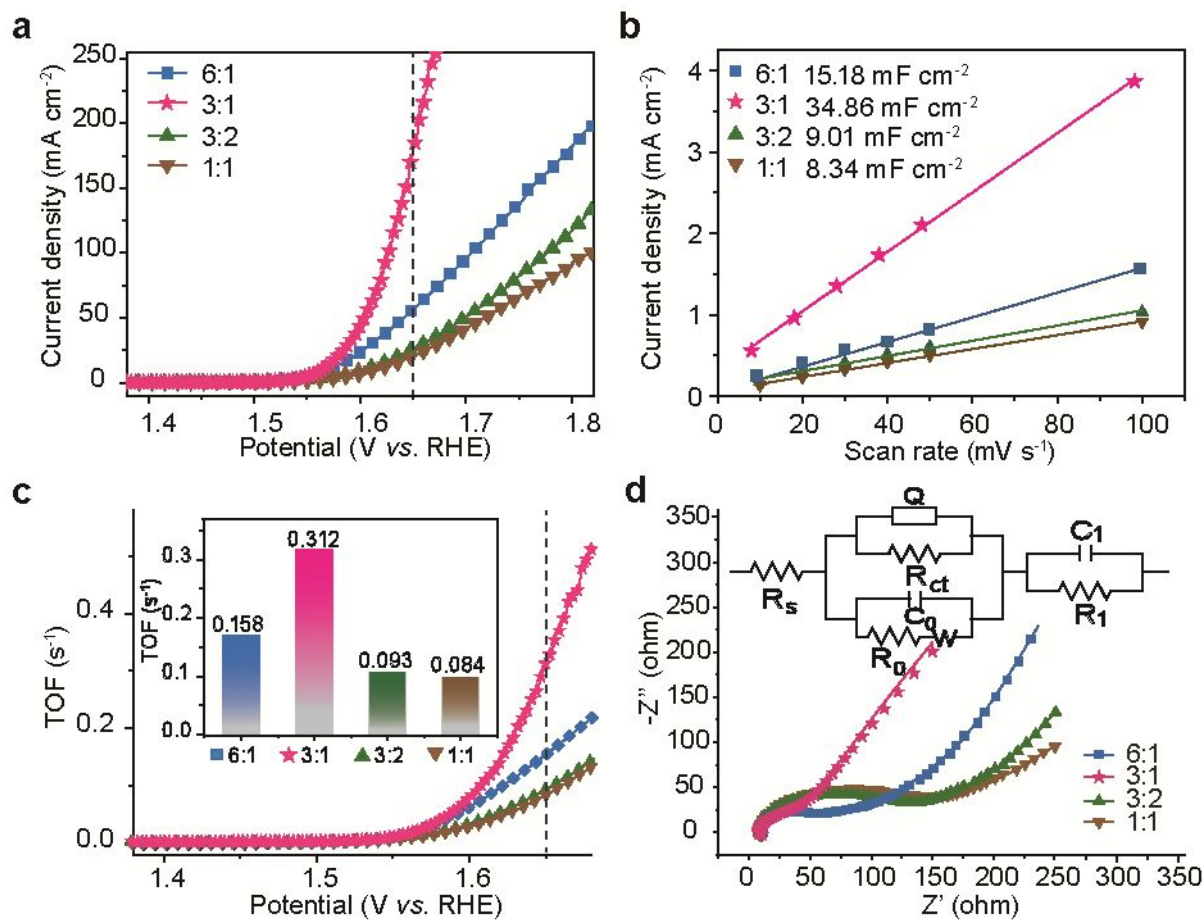 a
250
200
150
100
50
0
Current density (mA cm⁻²)
6:1
3:1
3:2
1:1
1.4 1.5 1.6 1.7 1.8
Potential (V vs. RHE)
b
4
3
2
1
0
Current density (mA cm⁻²)
6:1 15.18 mF cm⁻²
3:1 34.86 mF cm⁻²
3:2 9.01 mF cm⁻²
1:1 8.34 mF cm⁻²
0 20 40 60 80 100
Scan rate (mV s⁻¹)
c
0.4
0.2
0.0
TOF (s⁻¹)
0.3
0.2
0.1
0.0
TOF (s⁻¹)
0.158
0.312
0.093
0.084
6:1 3:1 3:2 1:1
1.4 1.5 1.6
Potential (V vs. RHE)
d
350
300
250
200
150
100
50
0
-Z'' (ohm)
Q
Rct
C0
R0
W
Rs
C1
R1
6:1
3:1
3:2
1:1
0 50 100 150 200 250 300 350
Z' (ohm)